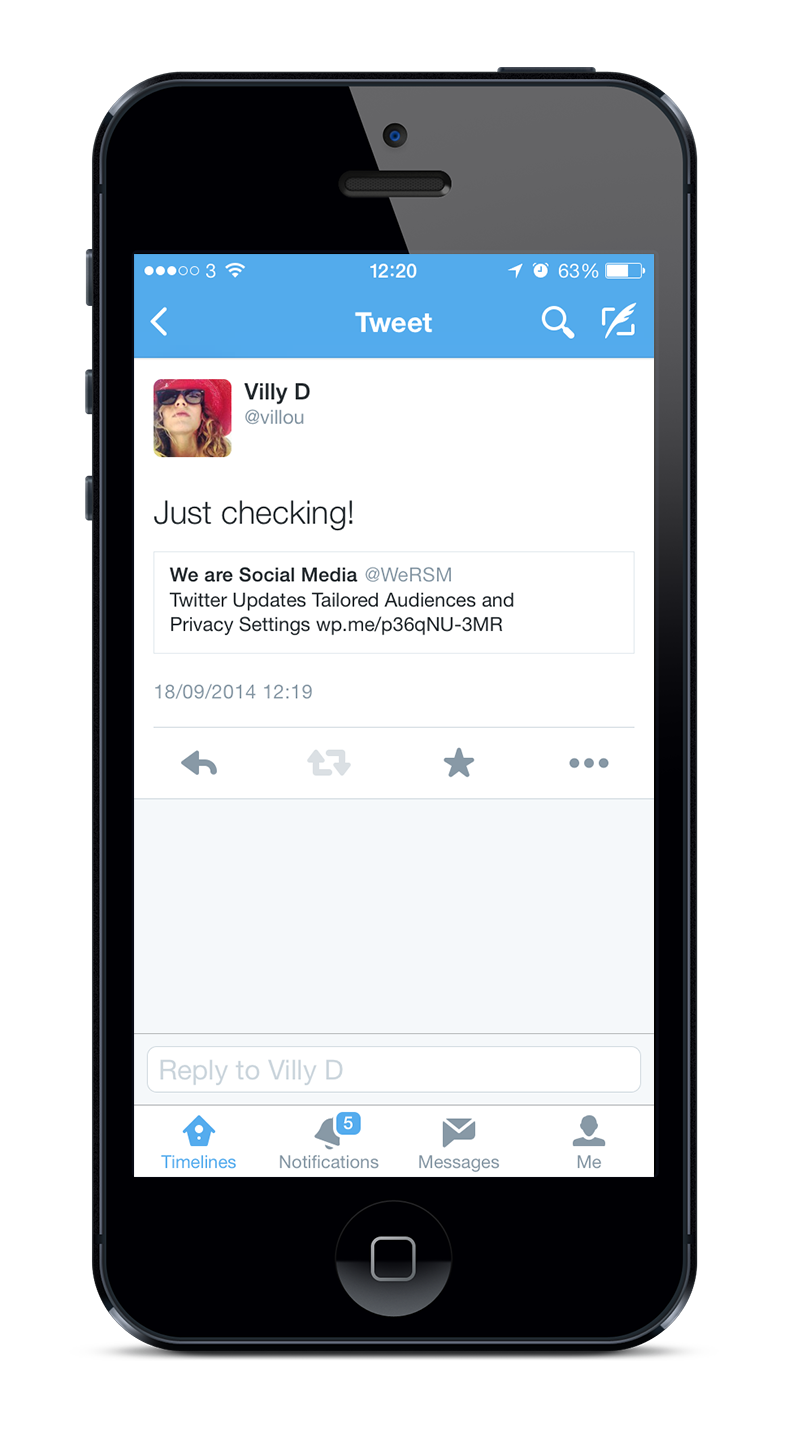 3 12:20 63%
Tweet
Villy D
@villou
Just checking!
We are Social Media @WeRSM
Twitter Updates Tailored Audiences and
Privacy Settings wp.me/p36qNU-3MR
18/09/2014 12:19
Reply to Villy D
5
Timelines Notifications Messages Me